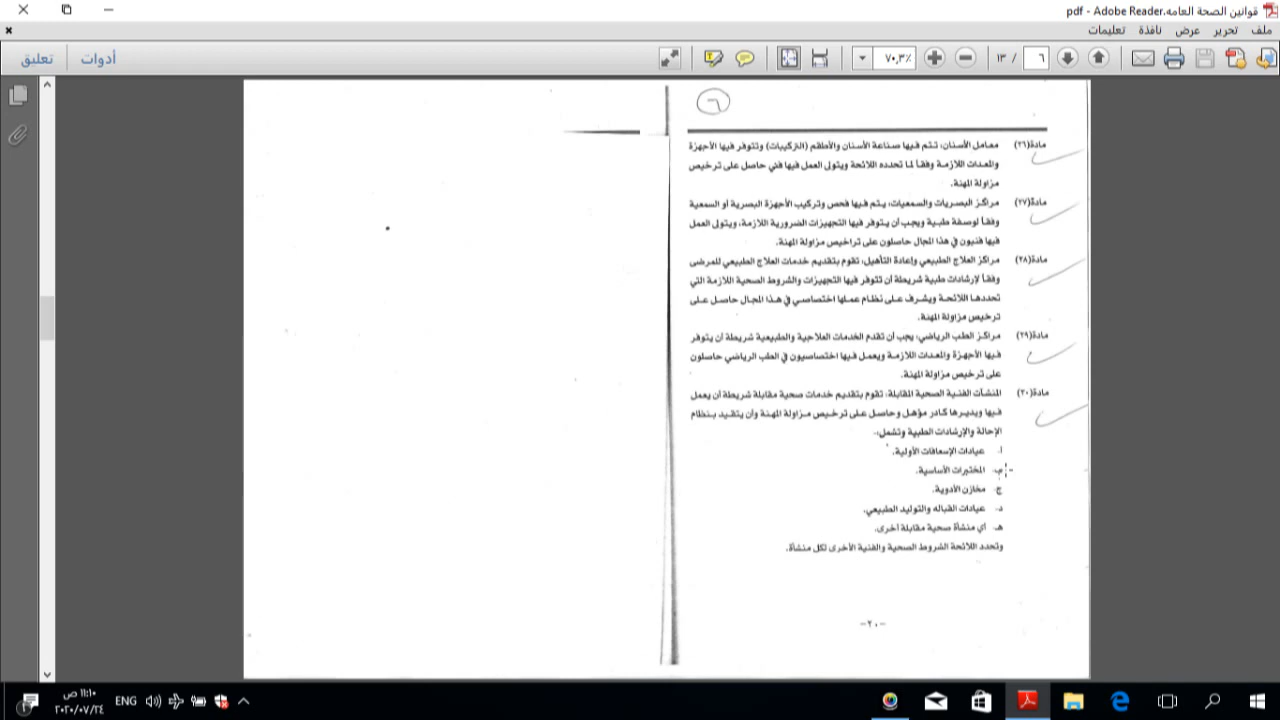 قوانين الصحة العامه.pdf - Adobe Reader
ملف تحرير عرض نافذة تعليمات
٦ / ١٣ ٧٠,٣٪ أدوات تعليق
٦
مادة(٢٦) معامل الأسنان، تتم فيها صناعة الأسنان والأطقم (التركيبات) وتتوفر فيها الأجهزة
والمعدات اللازمة وفقاً لما تحدده اللائحة ويتولى العمل فيها فني حاصل على ترخيص
مزاولة المهنة.
مادة(٢٧) مراكز البصريات والسمعيات، يتم فيها فحص وتركيب الأجهزة البصرية أو السمعية
وفقاً لوصفة طبية ويجب أن يتوفر فيها التجهيزات الضرورية اللازمة، ويتولى العمل
فيها فنيون في هذا المجال حاصلون على تراخيص مزاولة المهنة.
مادة(٢٨) مراكز العلاج الطبيعي وإعادة التأهيل، تقوم بتقديم خدمات العلاج الطبيعي للمرضى
وفقاً لإرشادات طبية شريطة أن تتوفر فيها التجهيزات والشروط الصحية اللازمة التي
تحددها اللائحة ويشرف على نظام عملها اختصاصي في هذا المجال حاصل على
ترخيص مزاولة المهنة.
مادة(٢٩) مراكز الطب الرياضي، يجب أن تقدم الخدمات العلاجية والطبيعية شريطة أن يتوفر
فيها الأجهزة والمعدات اللازمة ويعمل فيها اختصاصيون في الطب الرياضي حاصلون
على ترخيص مزاولة المهنة.
مادة(٣٠) المنشآت الفنية الصحية المقابلة، تقوم بتقديم خدمات صحية مقابلة شريطة أن يعمل
فيها ويديرها كادر مؤهل وحاصل على ترخيص مزاولة المهنة وأن يتقيد بنظام
الإحالة والإرشادات الطبية وتشمل:
أ. عيادات الإسعافات الأولية.
ب. المختبرات الأساسية.
ج. مخازن الأدوية.
د. عيادات القباله والتوليد الطبيعي.
هـ. أي منشأة صحية مقابلة أخرى.
وتحدد اللائحة الشروط الصحية والفنية الأخرى لكل منشأة.
-٢٠-
ENG ١١:١٠ ص
٢٠٢٠/٠٧/٢٤